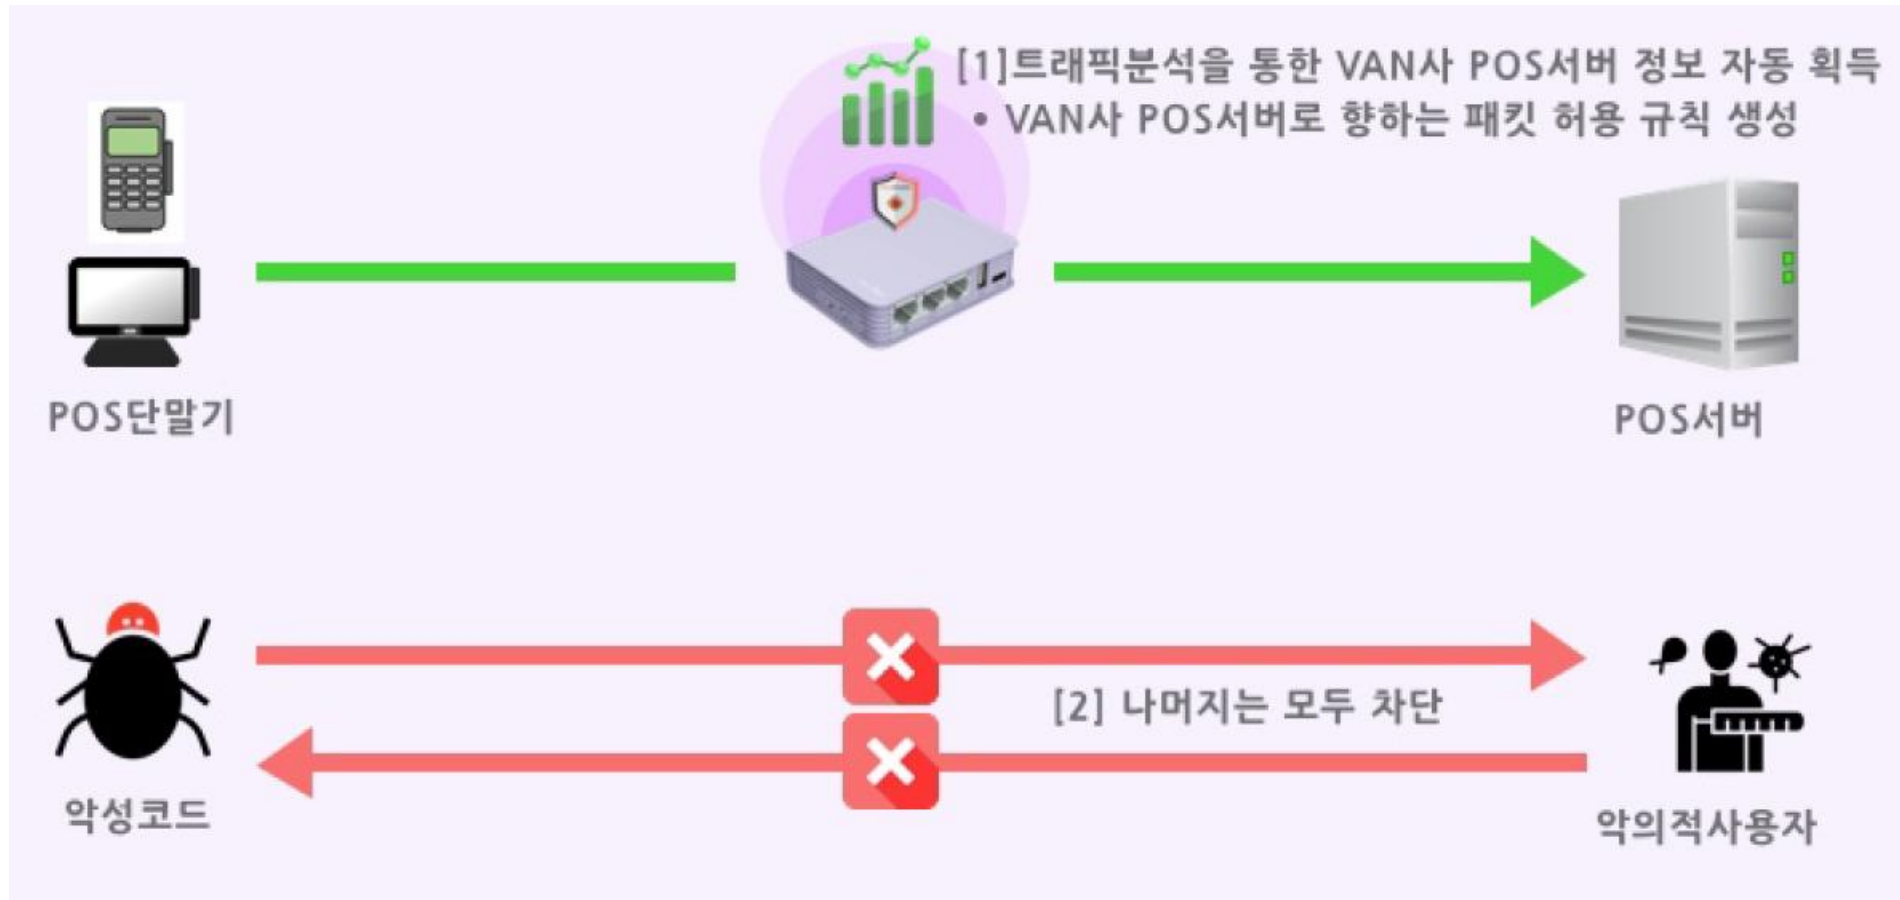 [1]트래픽분석을 통한 VAN사 POS서버 정보 자동 획득
• VAN사 POS서버로 향하는 패킷 허용 규칙 생성
POS단말기
POS서버
[2] 나머지는 모두 차단
악성코드
악의적사용자